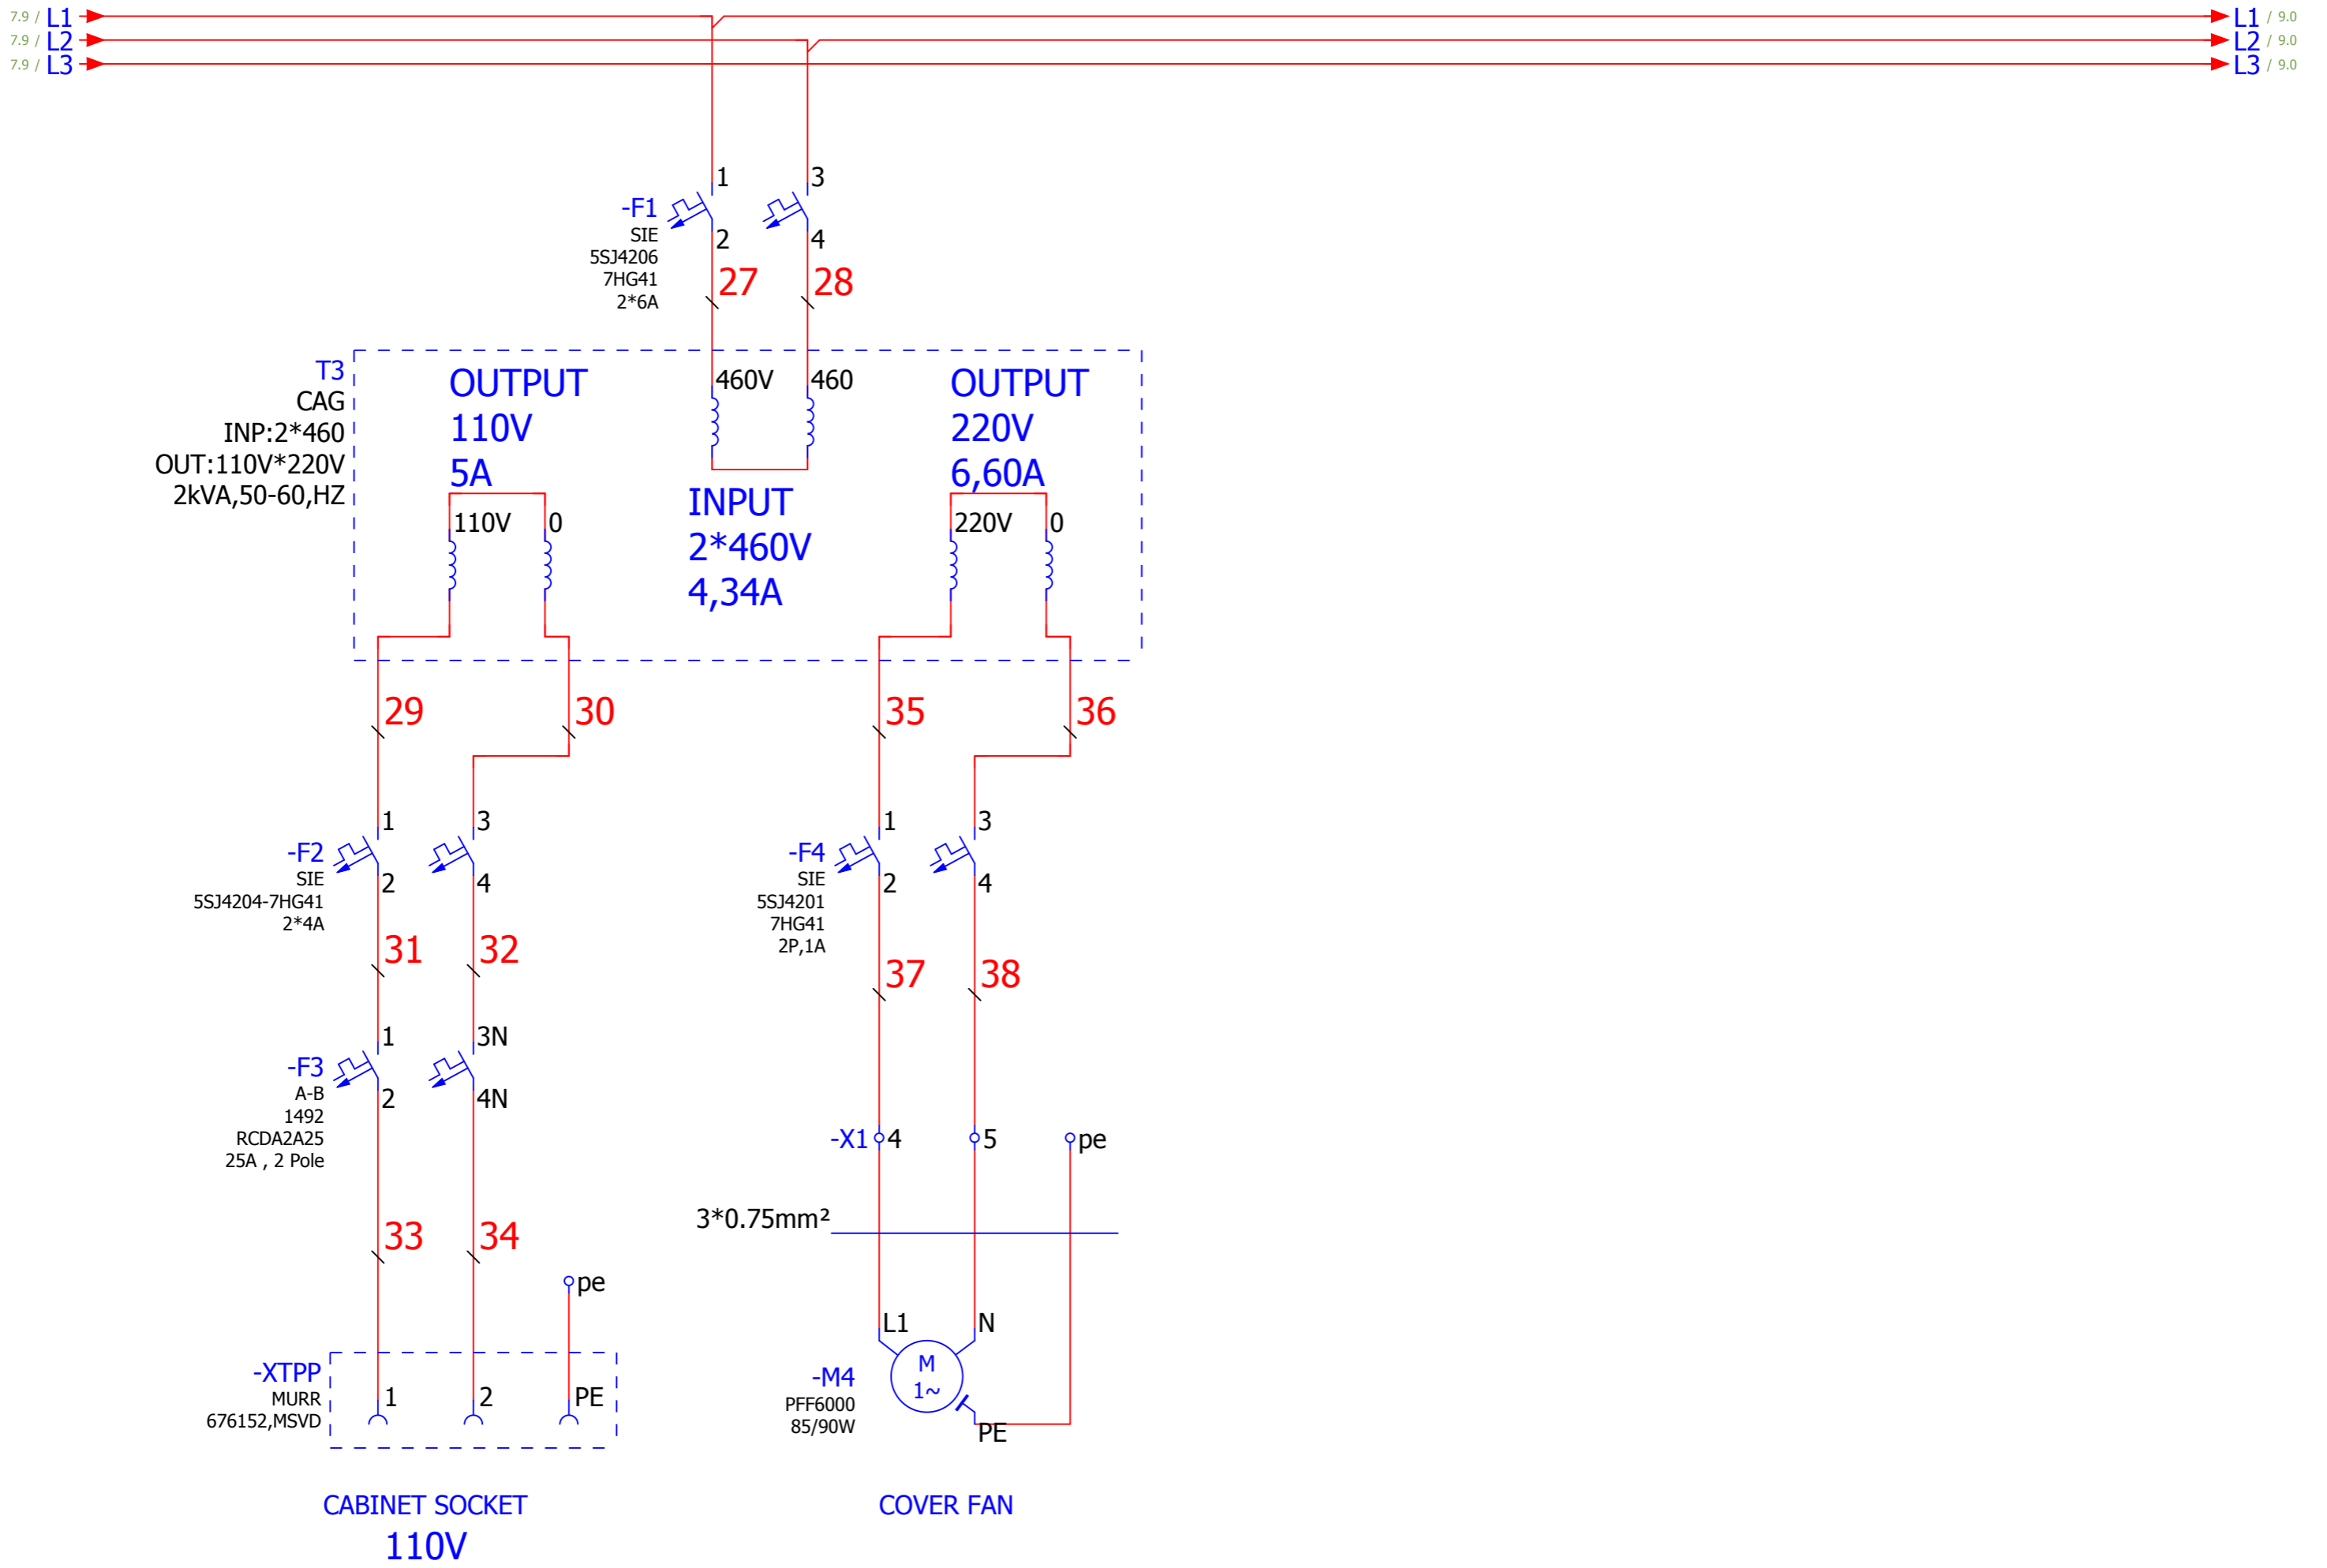 7.9 / L1
L1 / 9.0
7.9 / L2
L2 / 9.0
7.9 / L3
L3 / 9.0
1
3
-F1
SIE
5SJ4206
7HG41
2*6A
2
4
27
28
T3
CAG
INP:2*460
OUT:110V*220V
2kVA,50-60,HZ
OUTPUT
110V
5A
460V
460
OUTPUT
220V
6,60A
INPUT
2*460V
4,34A
110V
0
220V
0
29
30
35
36
1
3
-F2
SIE
5SJ4204-7HG41
2*4A
2
4
1
3
-F4
SIE
5SJ4201
7HG41
2P,1A
2
4
31
32
37
38
1
3N
-F3
A-B
1492
RCDA2A25
25A , 2 Pole
2
4N
-X1
4
5
pe
3*0.75mm²
33
34
pe
L1
N
-XTPP
MURR
676152,MSVD
1
2
PE
-M4
PFF6000
85/90W
M
1~
PE
CABINET SOCKET
110V
COVER FAN